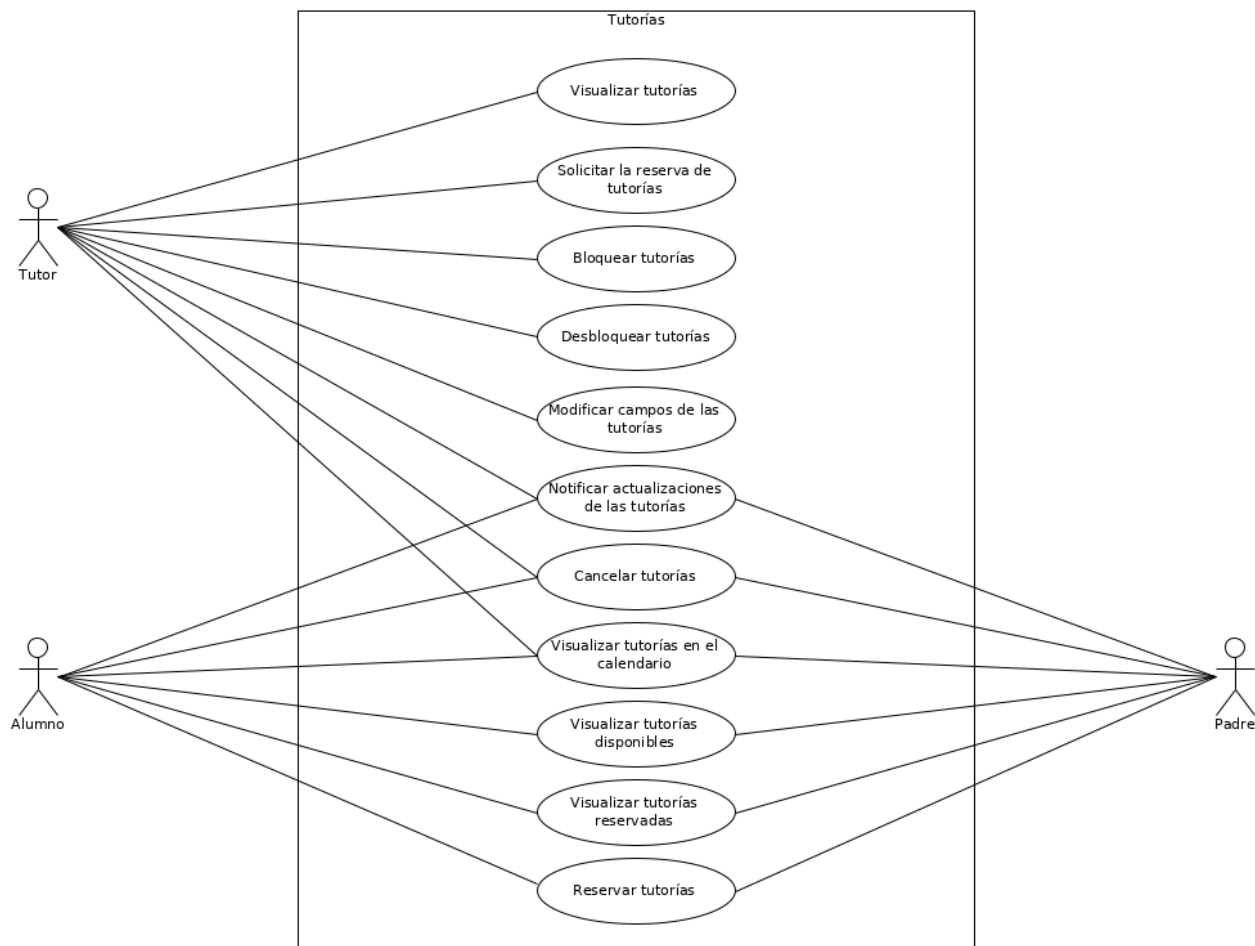 Tutorías
Visualizar tutorías
Solicitar la reserva de
tutorías
Tutor
Bloquear tutorías
Desbloquear tutorías
Modificar campos de las
tutorías
Notificar actualizaciones
de las tutorías
Cancelar tutorías
Visualizar tutorías en el
calendario
Alumno
Padre
Visualizar tutorías
disponibles
Visualizar tutorías
reservadas
Reservar tutorías